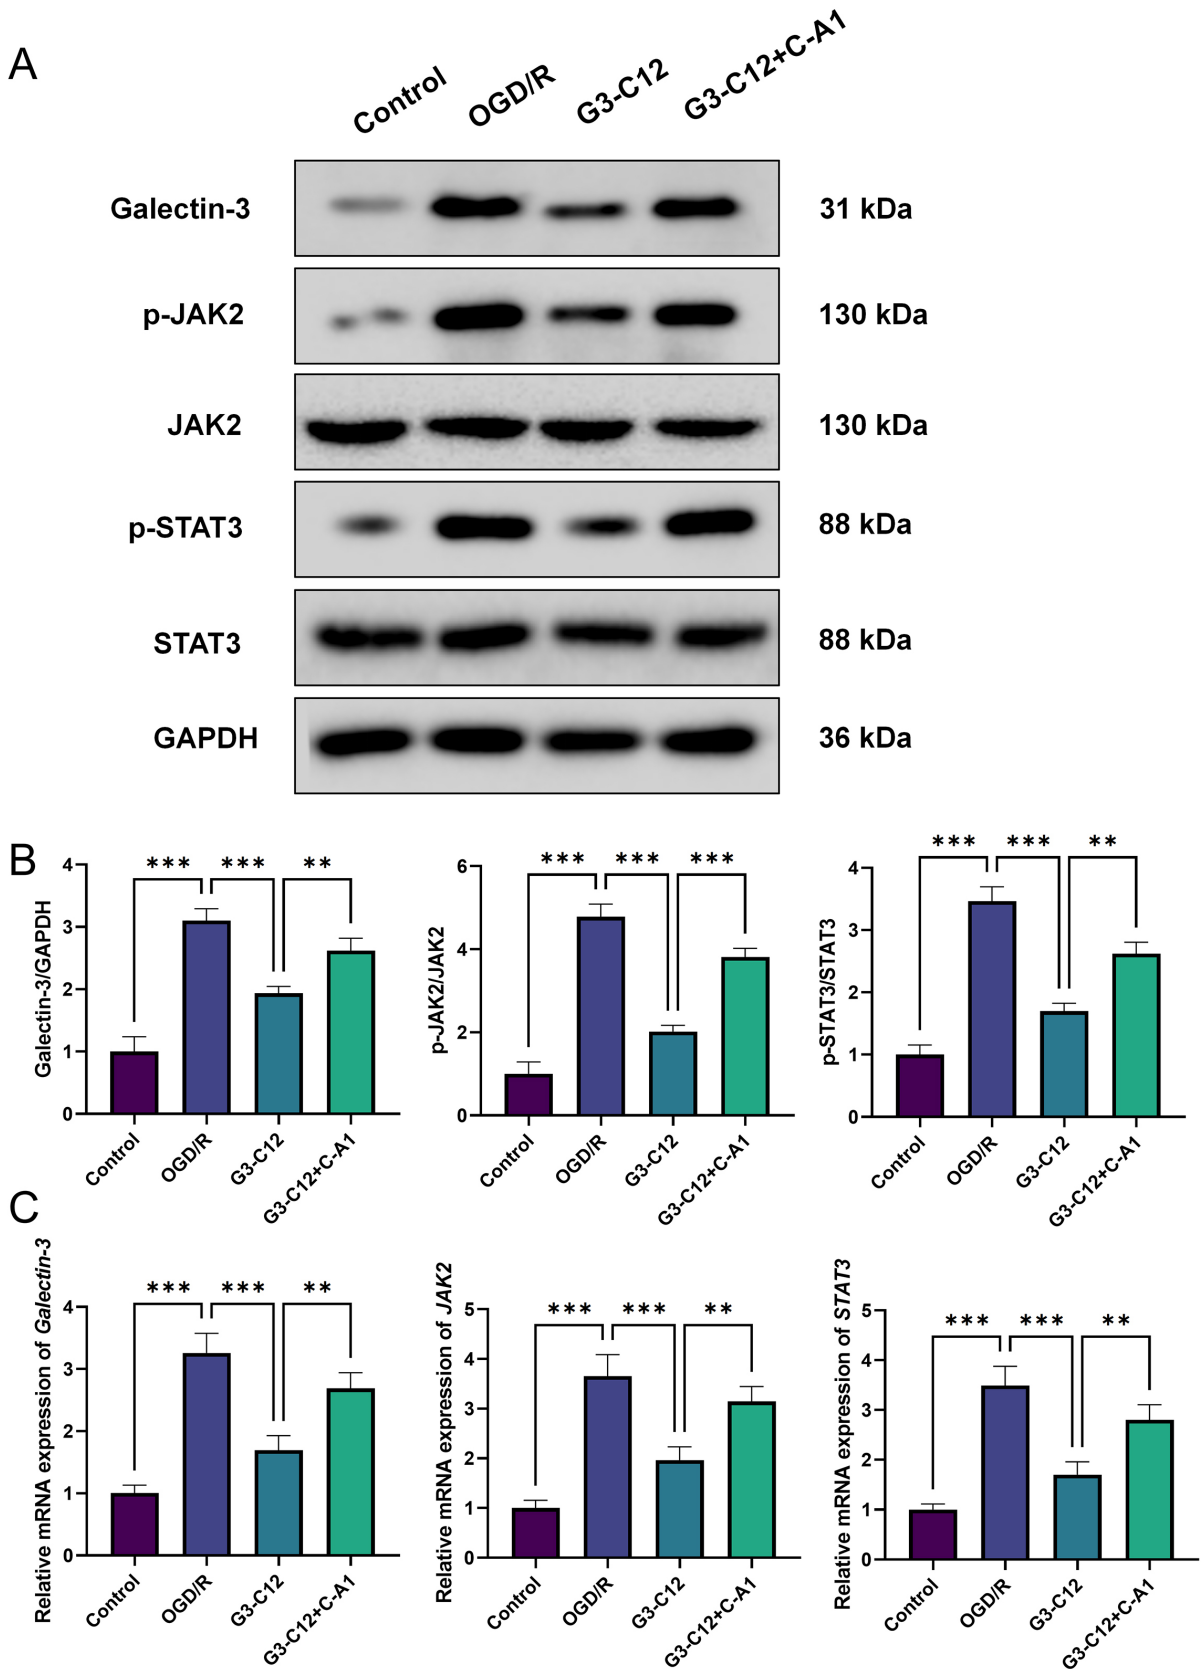 A
Control
OGD/R
G3-C12
G3-C12+C-A1
Galectin-3
31 kDa
p-JAK2
130 kDa
JAK2
130 kDa
p-STAT3
88 kDa
STAT3
88 kDa
GAPDH
36 kDa
B
Galectin-3/GAPDH
4
3
2
1
0
*** *** **
Control
OGD/R
G3-C12
G3-C12+C-A1
p-JAK2/JAK2
6
4
2
0
*** *** ***
Control
OGD/R
G3-C12
G3-C12+C-A1
p-STAT3/STAT3
4
3
2
1
0
*** *** **
Control
OGD/R
G3-C12
G3-C12+C-A1
C
Relative mRNA expression of Galectin-3
4
3
2
1
0
*** *** **
Control
OGD/R
G3-C12
G3-C12+C-A1
Relative mRNA expression of JAK2
5
4
3
2
1
0
*** *** **
Control
OGD/R
G3-C12
G3-C12+C-A1
Relative mRNA expression of STAT3
5
4
3
2
1
0
*** *** **
Control
OGD/R
G3-C12
G3-C12+C-A1